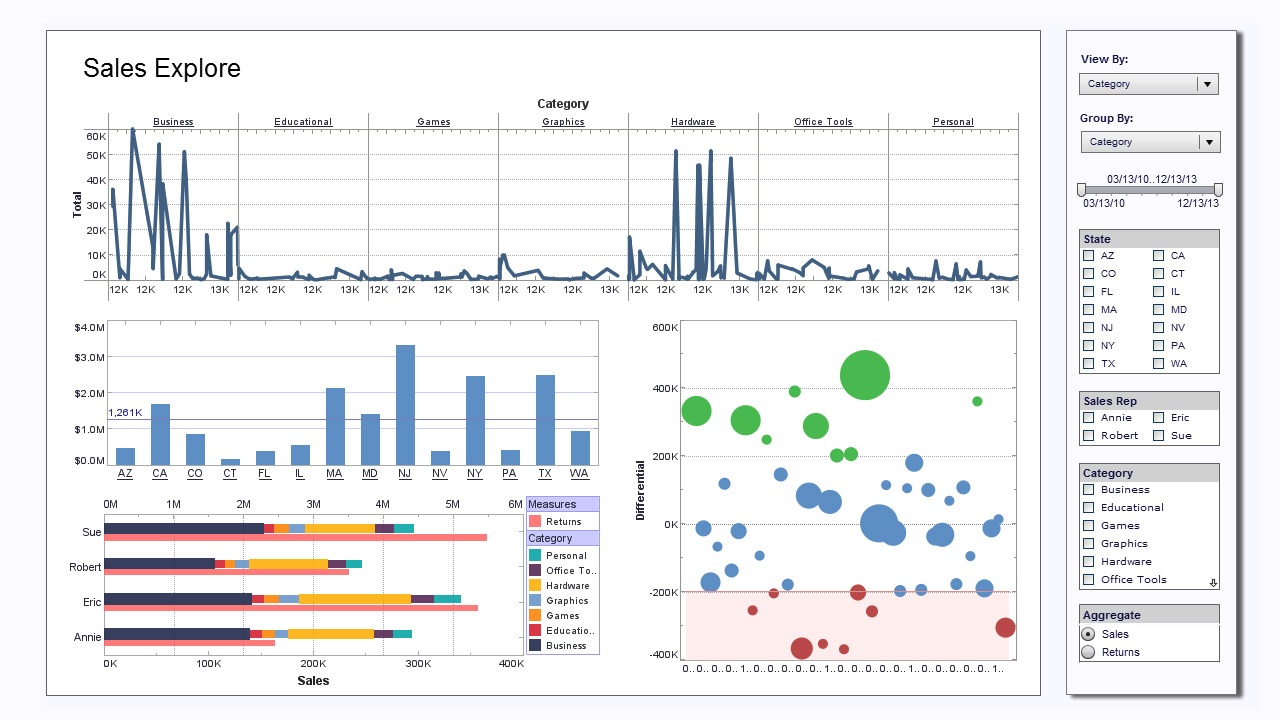 Sales Explore
Category
Business Educational Games Graphics Hardware Office Tools Personal
60K
50K
40K
30K
20K
10K
0K
Total
12K 12K 12K 13K 12K 12K 12K 13K 12K 12K 12K 13K 12K 12K 12K 13K 12K 12K 12K 13K 12K 12K 12K 13K 12K 12K 12K 13K
$4.0M
$3.0M
$2.0M
1,261K
$1.0M
$0.0M
AZ CA CO CT FL IL MA MD NJ NV NY PA TX WA
0M 1M 2M 3M 4M 5M 6M
Sue
Robert
Eric
Annie
0K 100K 200K 300K 400K
Sales
Measures
Returns
Category
Personal
Office To..
Hardware
Graphics
Games
Educatio..
Business
600K
400K
200K
0K
-200K
-400K
Differential
0..0..0..0..1..0..0..0..0..0..0..1..0..0..0..0..0..0..1..
View By:
Category
Group By:
Category
03/13/10..12/13/13
03/13/10 12/13/13
State
AZ CA
CO CT
FL IL
MA MD
NJ NV
NY PA
TX WA
Sales Rep
Annie Eric
Robert Sue
Category
Business
Educational
Games
Graphics
Hardware
Office Tools
Aggregate
Sales
Returns